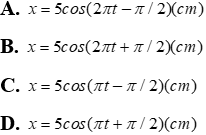 A. x = 5cos(2πt − π / 2)(cm)
B. x = 5cos(2πt + π / 2)(cm)
C. x = 5cos(πt − π / 2)(cm)
D. x = 5cos(πt + π / 2)(cm)